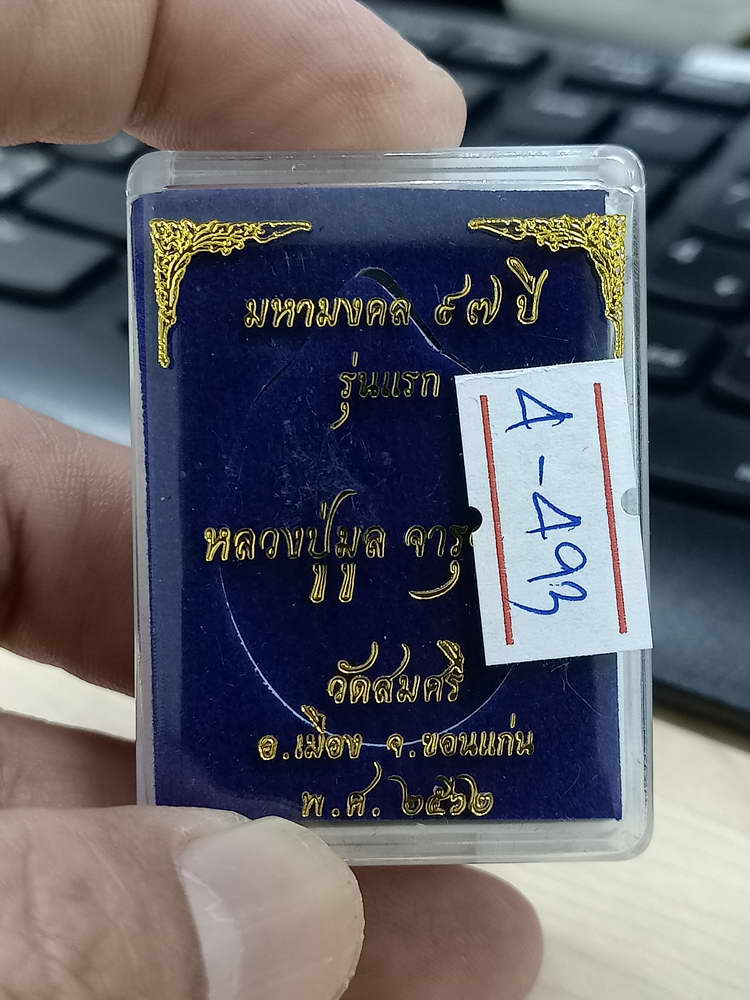 มหามงคล ๙๗ ปี
รุ่นแรก
หลวงปู่มูล
วัดสมศรี
อ.เมือง จ.ขอนแก่น
พ.ศ. ๒๕๖๒
A-493